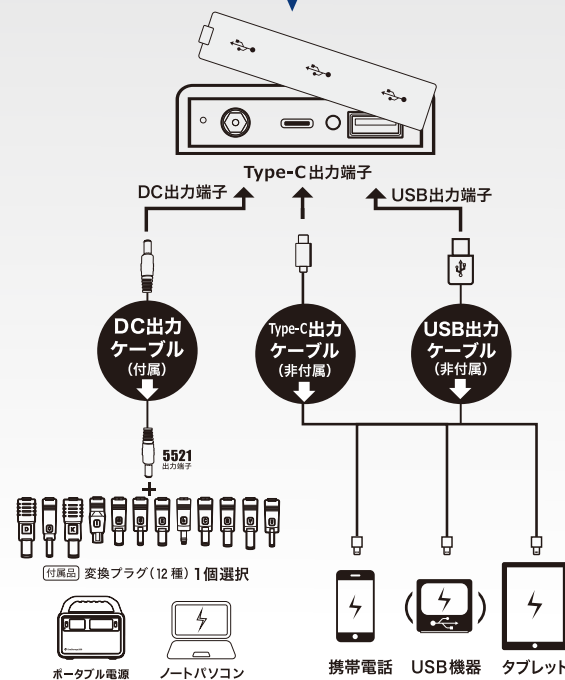 Type-C出力端子
DC出力端子
USB出力端子
DC出力
ケーブル
(付属)
Type-C出力
ケーブル
(非付属)
USB出力
ケーブル
(非付属)
5521
出力端子
+
付属品 変換プラグ(12種)1個選択
ポータブル電源
ノートパソコン
携帯電話
USB機器
タブレット